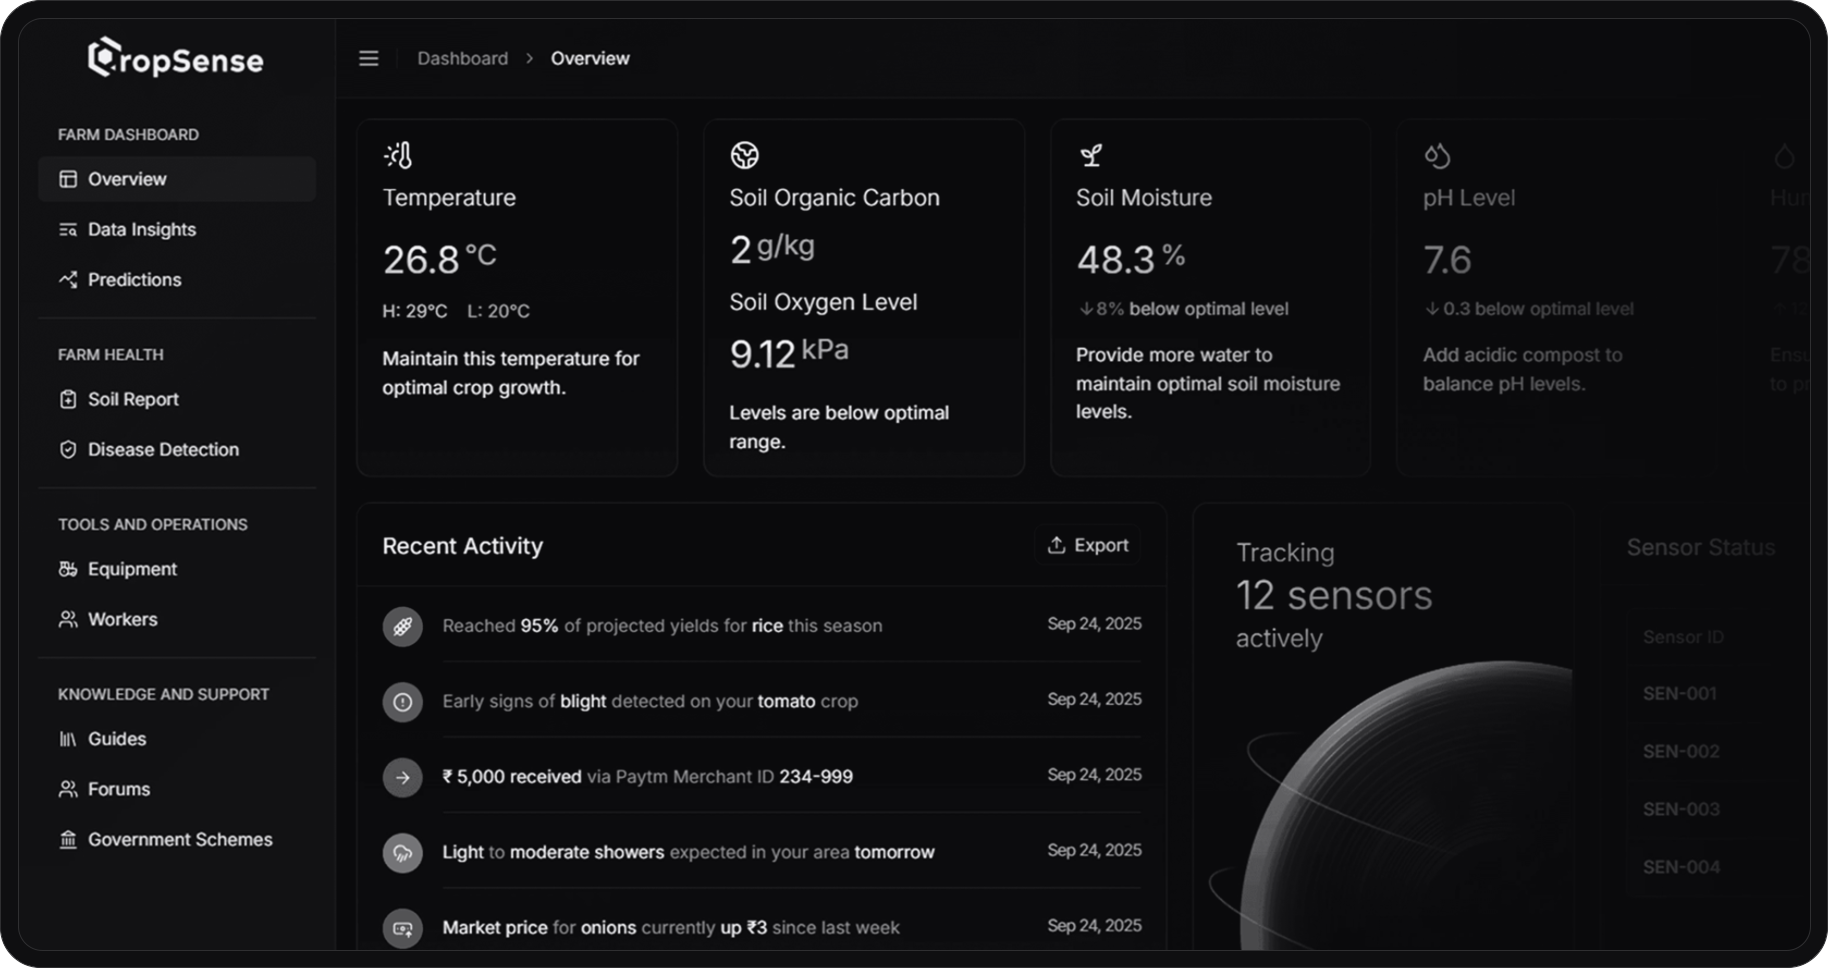 CropSense
FARM DASHBOARD
Overview
Data Insights
Predictions
FARM HEALTH
Soil Report
Disease Detection
TOOLS AND OPERATIONS
Equipment
Workers
KNOWLEDGE AND SUPPORT
Guides
Forums
Government Schemes
Dashboard > Overview
Temperature
26.8 °C
H: 29°C L: 20°C
Maintain this temperature for
optimal crop growth.
Soil Organic Carbon
2 g/kg
Soil Oxygen Level
9.12 kPa
Levels are below optimal
range.
Soil Moisture
48.3 %
↓8% below optimal level
Provide more water to
maintain optimal soil moisture
levels.
pH Level
7.6
↓0.3 below optimal level
Add acidic compost to
balance pH levels.
78
to
Recent Activity
Export
Reached 95% of projected yields for rice this season Sep 24, 2025
Early signs of blight detected on your tomato crop Sep 24, 2025
₹ 5,000 received via Paytm Merchant ID 234-999 Sep 24, 2025
Light to moderate showers expected in your area tomorrow Sep 24, 2025
Market price for onions currently up ₹3 since last week Sep 24, 2025
Tracking
12 sensors
actively
Sensor Status
Sensor ID
SEN-001
SEN-002
SEN-003
SEN-004